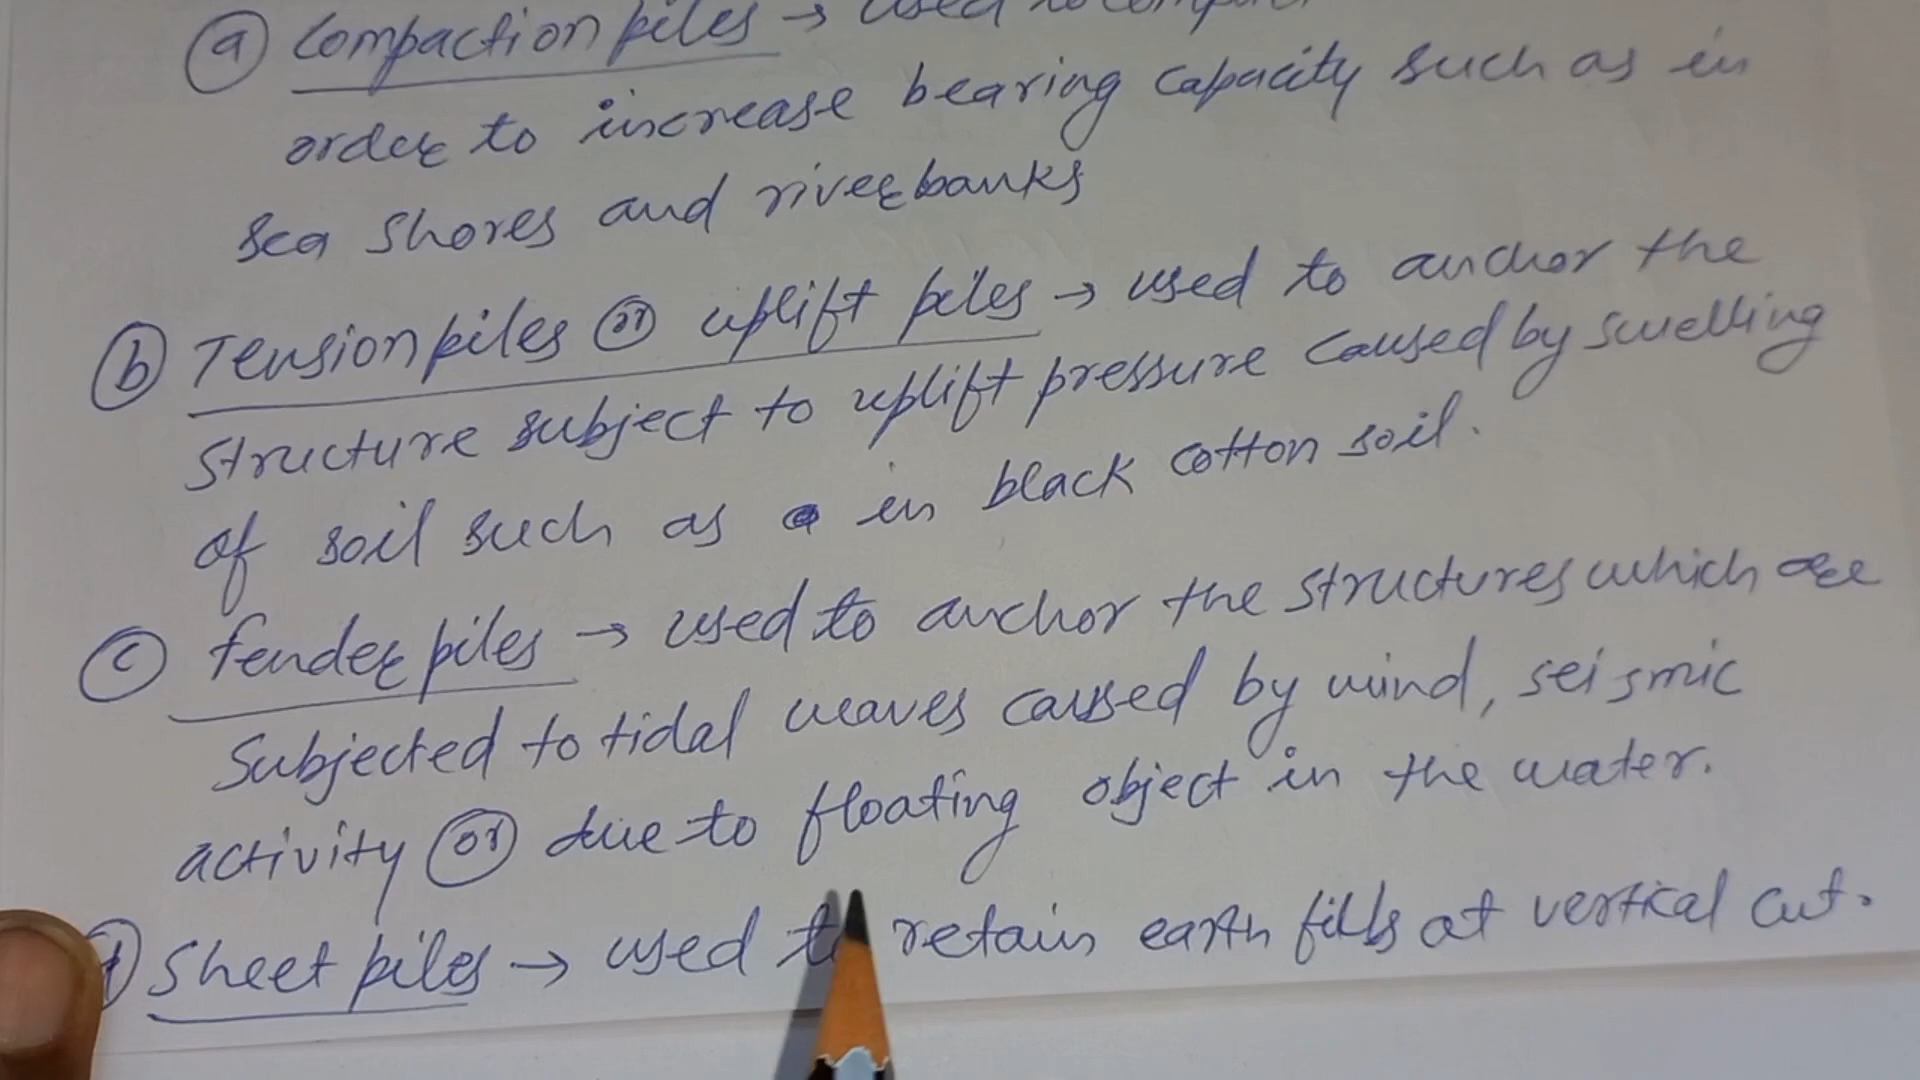 (a) Compaction piles → used to compact
order to increase bearing capacity such as in
sea shores and riverbanks
(b) Tension piles (or) uplift piles → used to anchor the
structure subject to uplift pressure caused by swelling
of soil such as in black cotton soil.
(c) fender piles → used to anchor the structures which are
subjected to tidal waves caused by wind, seismic
activity (or) due to floating object in the water.
Sheet piles → used to retain earth fills at vertical cut.